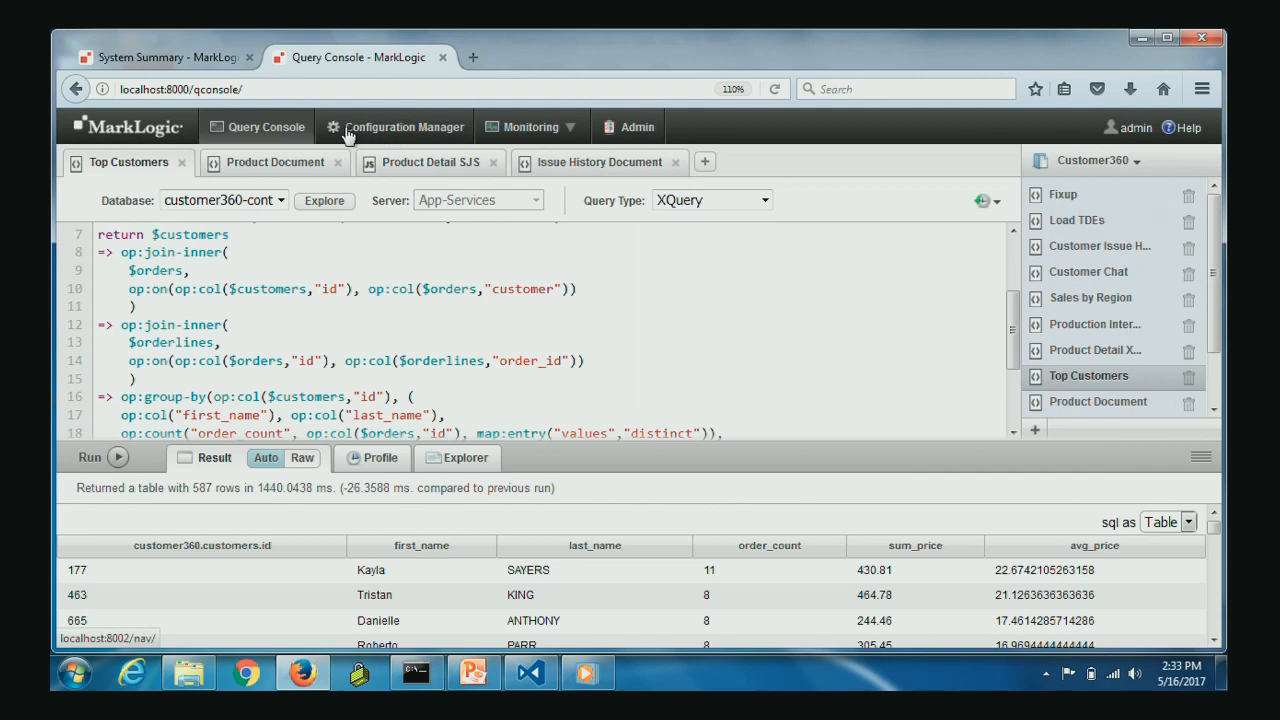 System Summary - MarkLog
Query Console - MarkLogic
localhost:8000/qconsole/
110%
Search
MarkLogic
Query Console
Configuration Manager
Monitoring
Admin
admin
Help
Top Customers
Product Document
Product Detail SJS
Issue History Document
Customer360
Database: customer360-cont
Explore
Server: App-Services
Query Type: XQuery
7 return $customers
8 => op:join-inner(
9 $orders,
10 op:on(op:col($customers,"id"), op:col($orders,"customer"))
11 )
12 => op:join-inner(
13 $orderlines,
14 op:on(op:col($orders,"id"), op:col($orderlines,"order_id"))
15 )
16 => op:group-by(op:col($customers,"id"), (
17 op:col("first_name"), op:col("last_name"),
18 op:count("order_count", op:col($orders,"id"), map:entry("values","distinct")),
Fixup
Load TDEs
Customer Issue H...
Customer Chat
Sales by Region
Production Inter...
Product Detail X...
Top Customers
Product Document
Run
Result
Auto
Raw
Profile
Explorer
Returned a table with 587 rows in 1440.0438 ms. (-26.3588 ms. compared to previous run)
sql as Table
customer360.customers.id first_name last_name order_count sum_price avg_price
177 Kayla SAYERS 11 430.81 22.6742105263158
463 Tristan KING 8 464.78 21.1263636363636
665 Danielle ANTHONY 8 244.46 17.4614285714286
Roberto PARR 8 305.45 16.9694444444444
localhost:8002/nav/
2:33 PM
5/16/2017